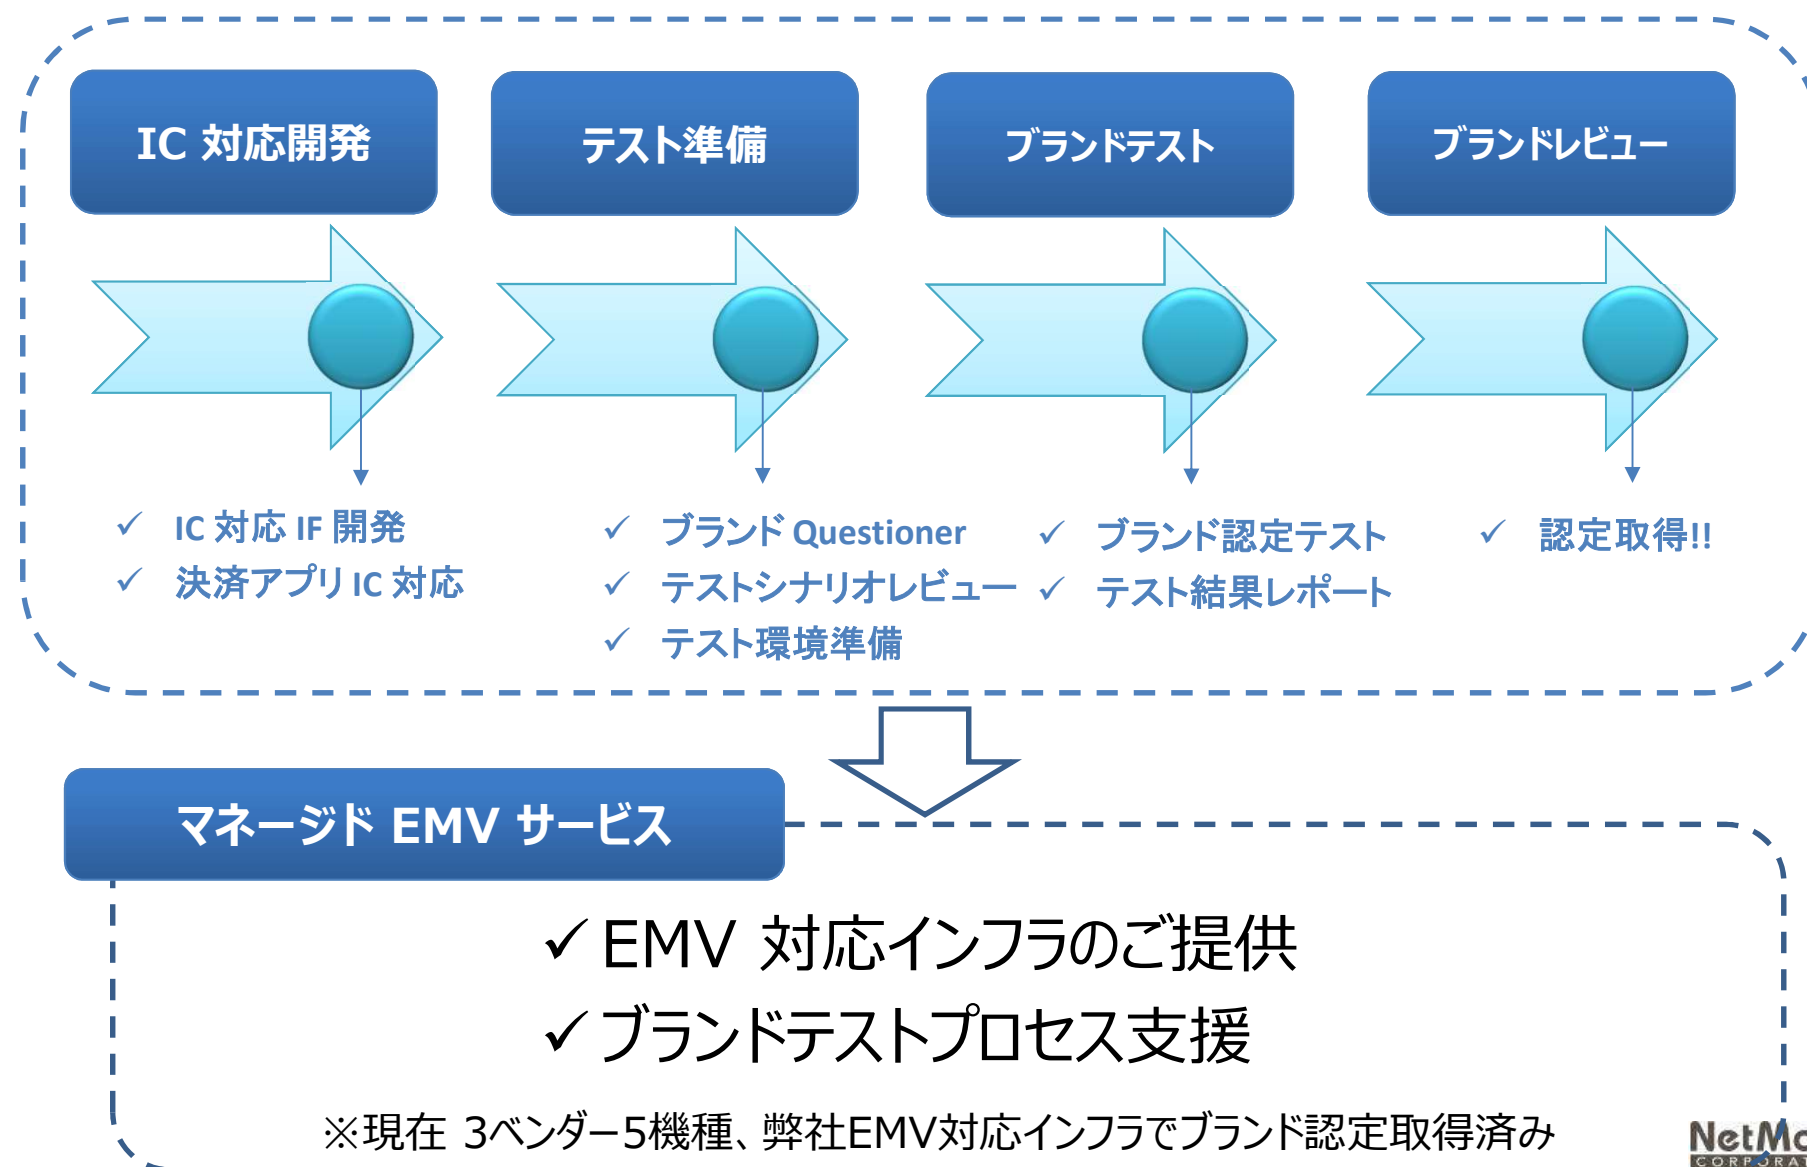 IC 対応開発
テスト準備
ブランドテスト
ブランドレビュー
✓ IC 対応 IF 開発
✓ 決済アプリ IC 対応
✓ ブランド Questioner
✓ テストシナリオレビュー
✓ テスト環境準備
✓ ブランド認定テスト
✓ テスト結果レポート
✓ 認定取得!!
マネージド EMV サービス
✓ EMV 対応インフラのご提供
✓ ブランドテストプロセス支援
※現在 3ベンダー5機種、弊社EMV対応インフラでブランド認定取得済み